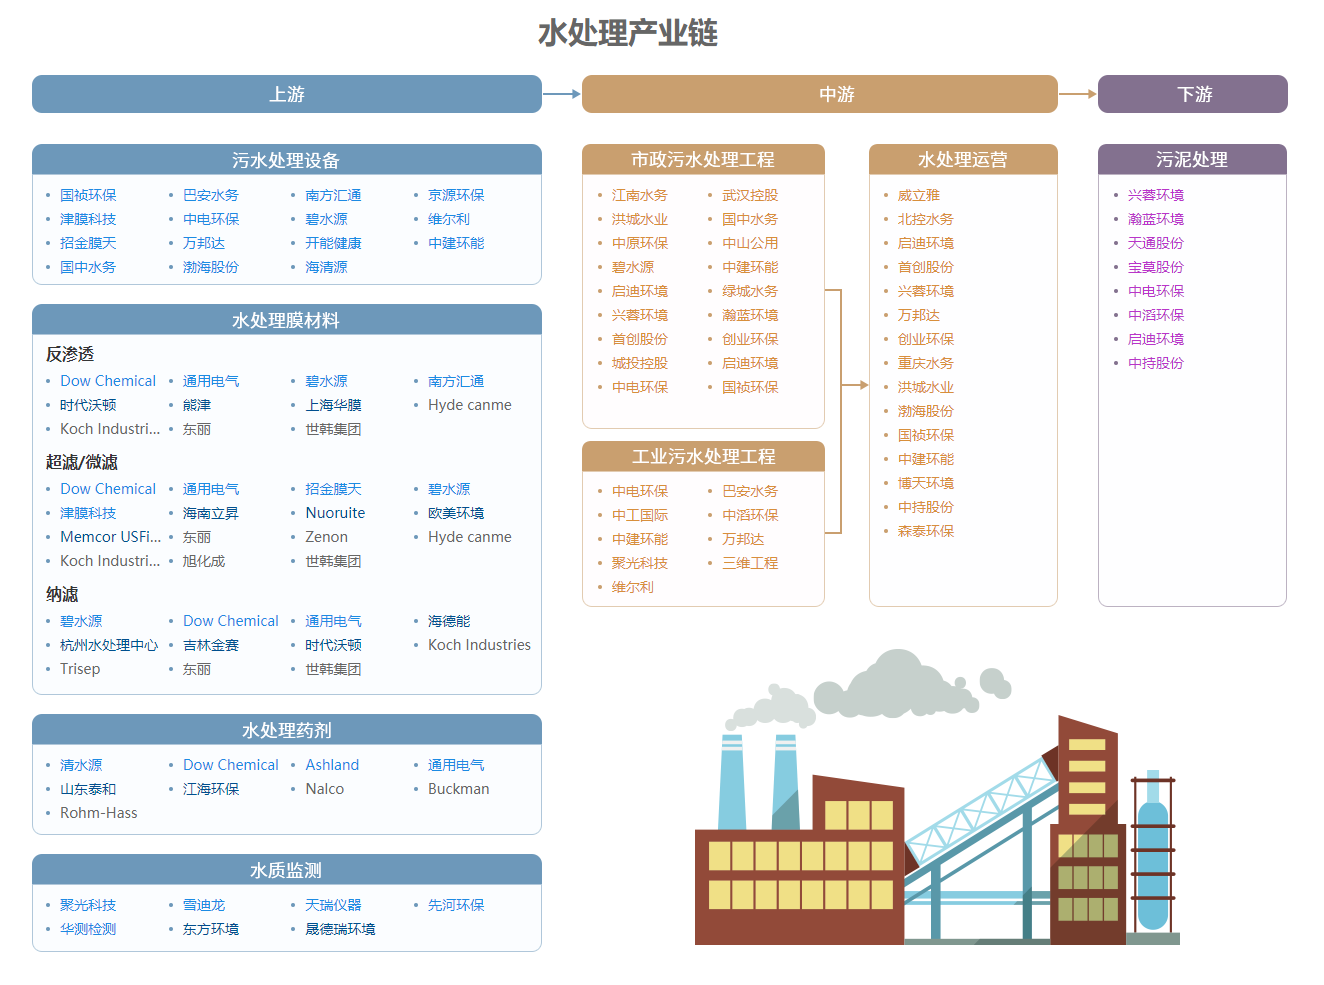 水处理产业链
上游
中游
下游
污水处理设备
国祯环保 巴安水务 南方汇通 京源环保
津膜科技 中电环保 碧水源 维尔利
招金膜天 万邦达 开能健康 中建环能
国中水务 渤海股份 海清源
水处理膜材料
反渗透
Dow Chemical 通用电气 碧水源 南方汇通
时代沃顿 熊津 上海华膜 Hyde canme
Koch Industri... 东丽 世韩集团
超滤/微滤
Dow Chemical 通用电气 招金膜天 碧水源
津膜科技 海南立昇 Nuoruite 欧美环境
Memcor USFi... 东丽 Zenon Hyde canme
Koch Industri... 旭化成 世韩集团
纳滤
碧水源 Dow Chemical 通用电气 海德能
杭州水处理中心 吉林金赛 时代沃顿 Koch Industries
Trisep 东丽 世韩集团
水处理药剂
清水源 Dow Chemical Ashland 通用电气
山东泰和 江海环保 Nalco Buckman
Rohm-Hass
水质监测
聚光科技 雪迪龙 天瑞仪器 先河环保
华测检测 东方环境 晟德瑞环境
市政污水处理工程
江南水务 武汉控股
洪城水业 国中水务
中原环保 中山公用
碧水源 中建环能
启迪环境 绿城水务
兴蓉环境 瀚蓝环境
首创股份 创业环保
城投控股 启迪环境
中电环保 国祯环保
工业污水处理工程
中电环保 巴安水务
中工国际 中滔环保
中建环能 万邦达
聚光科技 三维工程
维尔利
水处理运营
威立雅
北控水务
启迪环境
首创股份
兴蓉环境
万邦达
创业环保
重庆水务
洪城水业
渤海股份
国祯环保
中建环能
博天环境
中持股份
森泰环保
污泥处理
兴蓉环境
瀚蓝环境
天通股份
宝莫股份
中电环保
中滔环保
启迪环境
中持股份